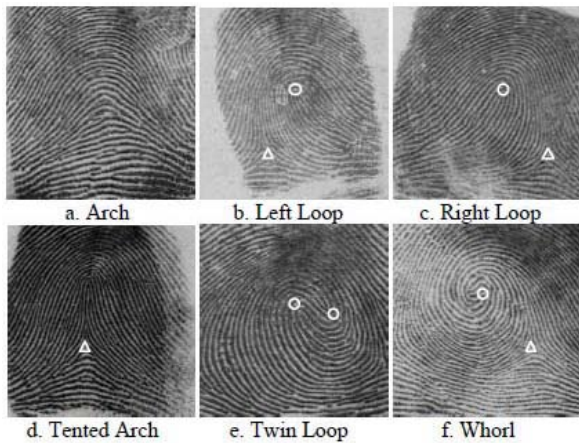 a. Arch
b. Left Loop
c. Right Loop
d. Tented Arch
e. Twin Loop
f. Whorl